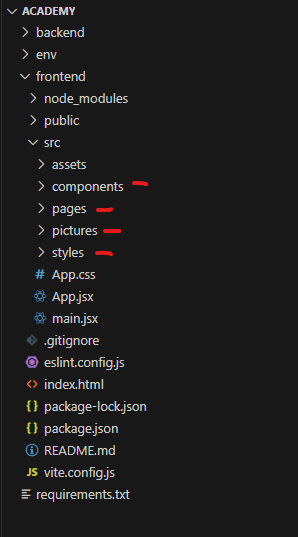 ACADEMY
backend
env
frontend
node_modules
public
src
assets
components
pages
pictures
styles
# App.css
App.jsx
main.jsx
.gitignore
eslint.config.js
<> index.html
{} package-lock.json
{} package.json
README.md
JS vite.config.js
requirements.txt